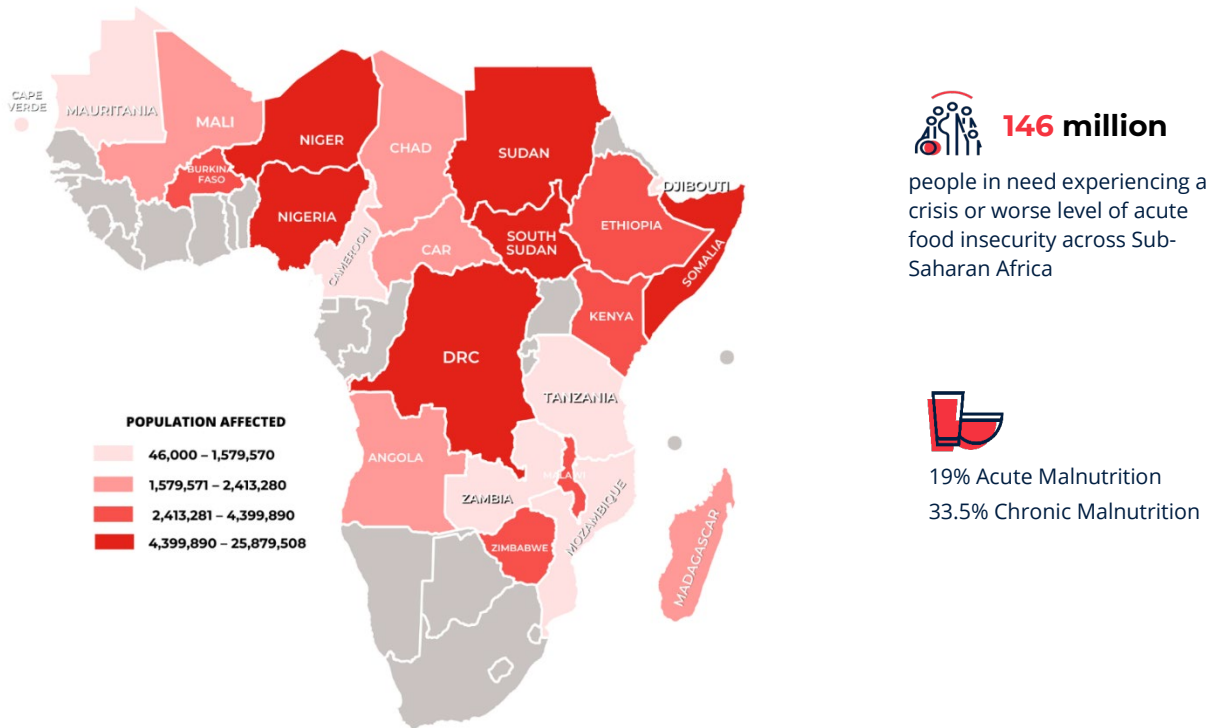 CAPE
VERDE
MAURITANIA
MALI
NIGER
CHAD
SUDAN
BURKINA
FASO
DJIBOUTI
NIGERIA
ETHIOPIA
SOUTH
SUDAN
CAR
CAMEROON
SOMALIA
KENYA
DRC
TANZANIA
ANGOLA
MALAWI
ZAMBIA
MOZAMBIQUE
ZIMBABWE
MADAGASCAR
POPULATION AFFECTED
46,000 – 1,579,570
1,579,571 – 2,413,280
2,413,281 – 4,399,890
4,399,890 – 25,879,508
146 million
people in need experiencing a
crisis or worse level of acute
food insecurity across Sub-
Saharan Africa
19% Acute Malnutrition
33.5% Chronic Malnutrition